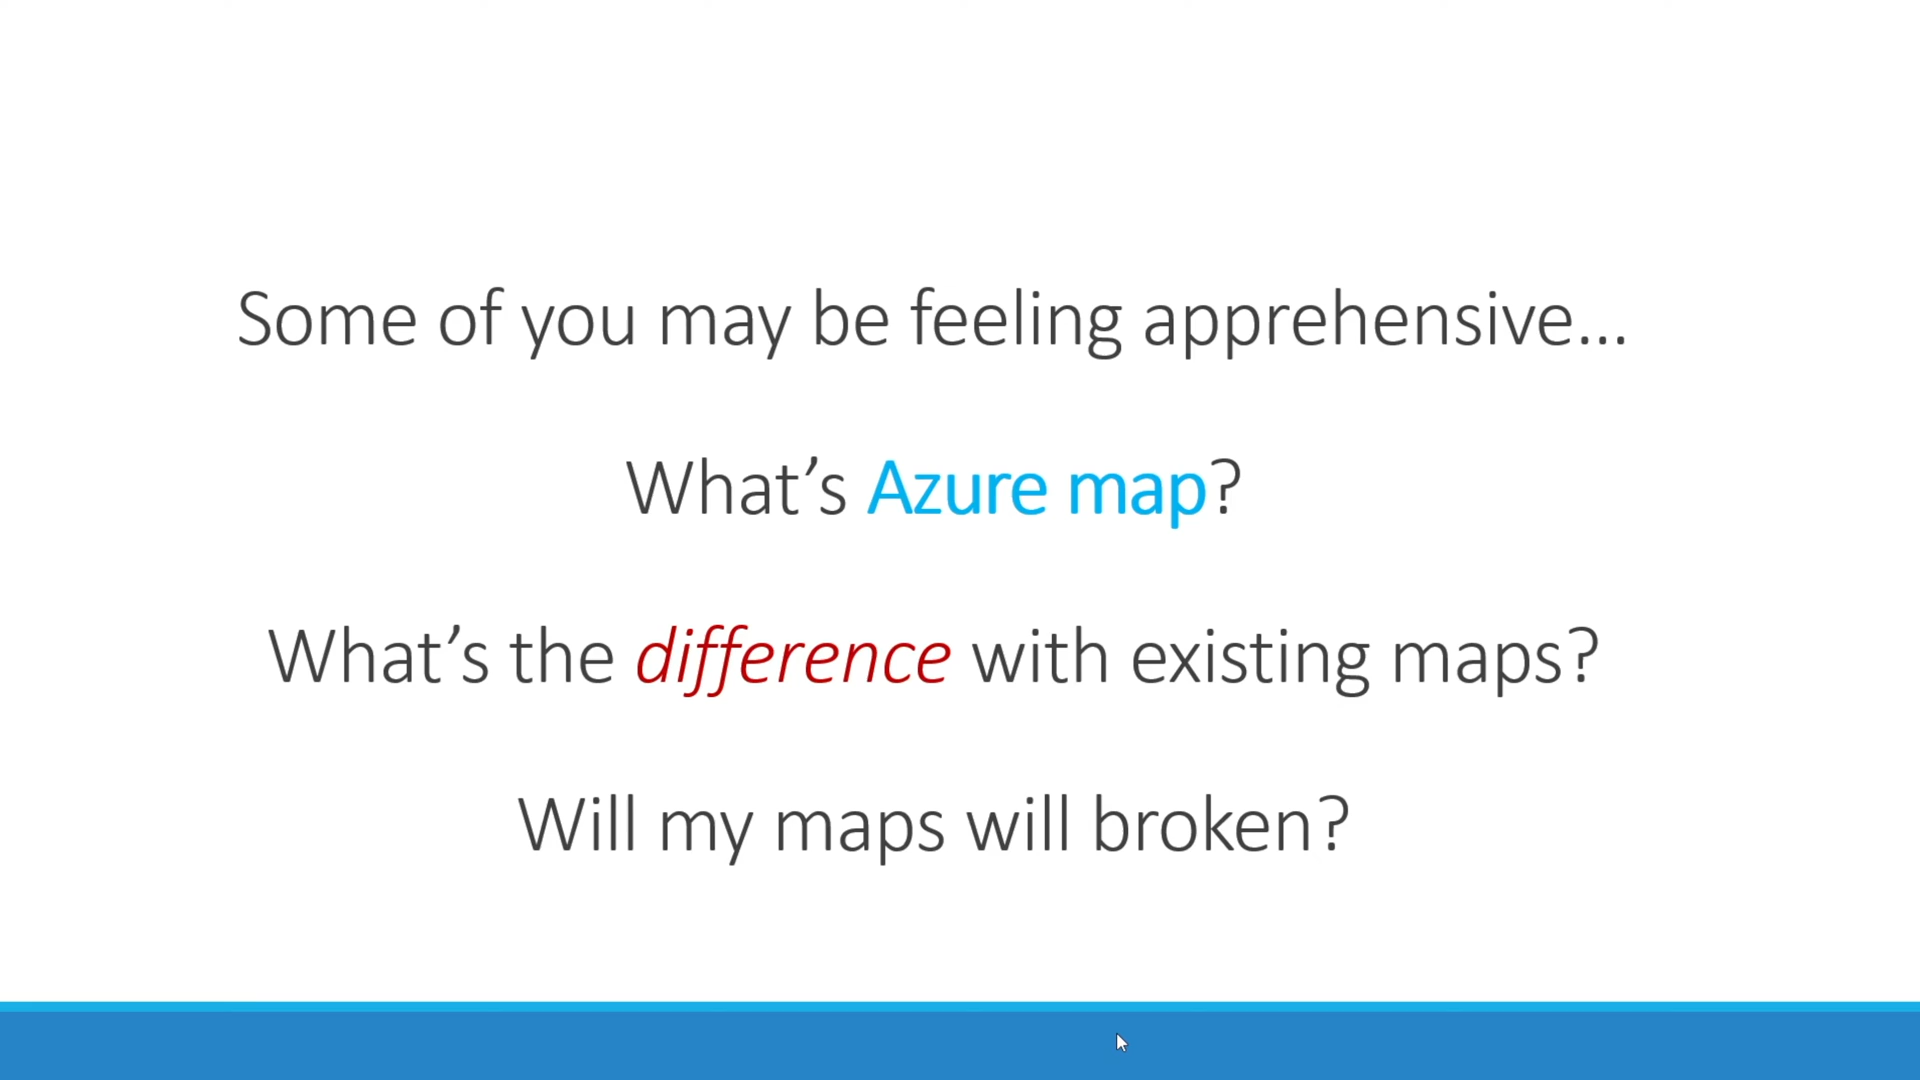 Some of you may be feeling apprehensive…
What’s Azure map?
What’s the difference with existing maps?
Will my maps will broken?